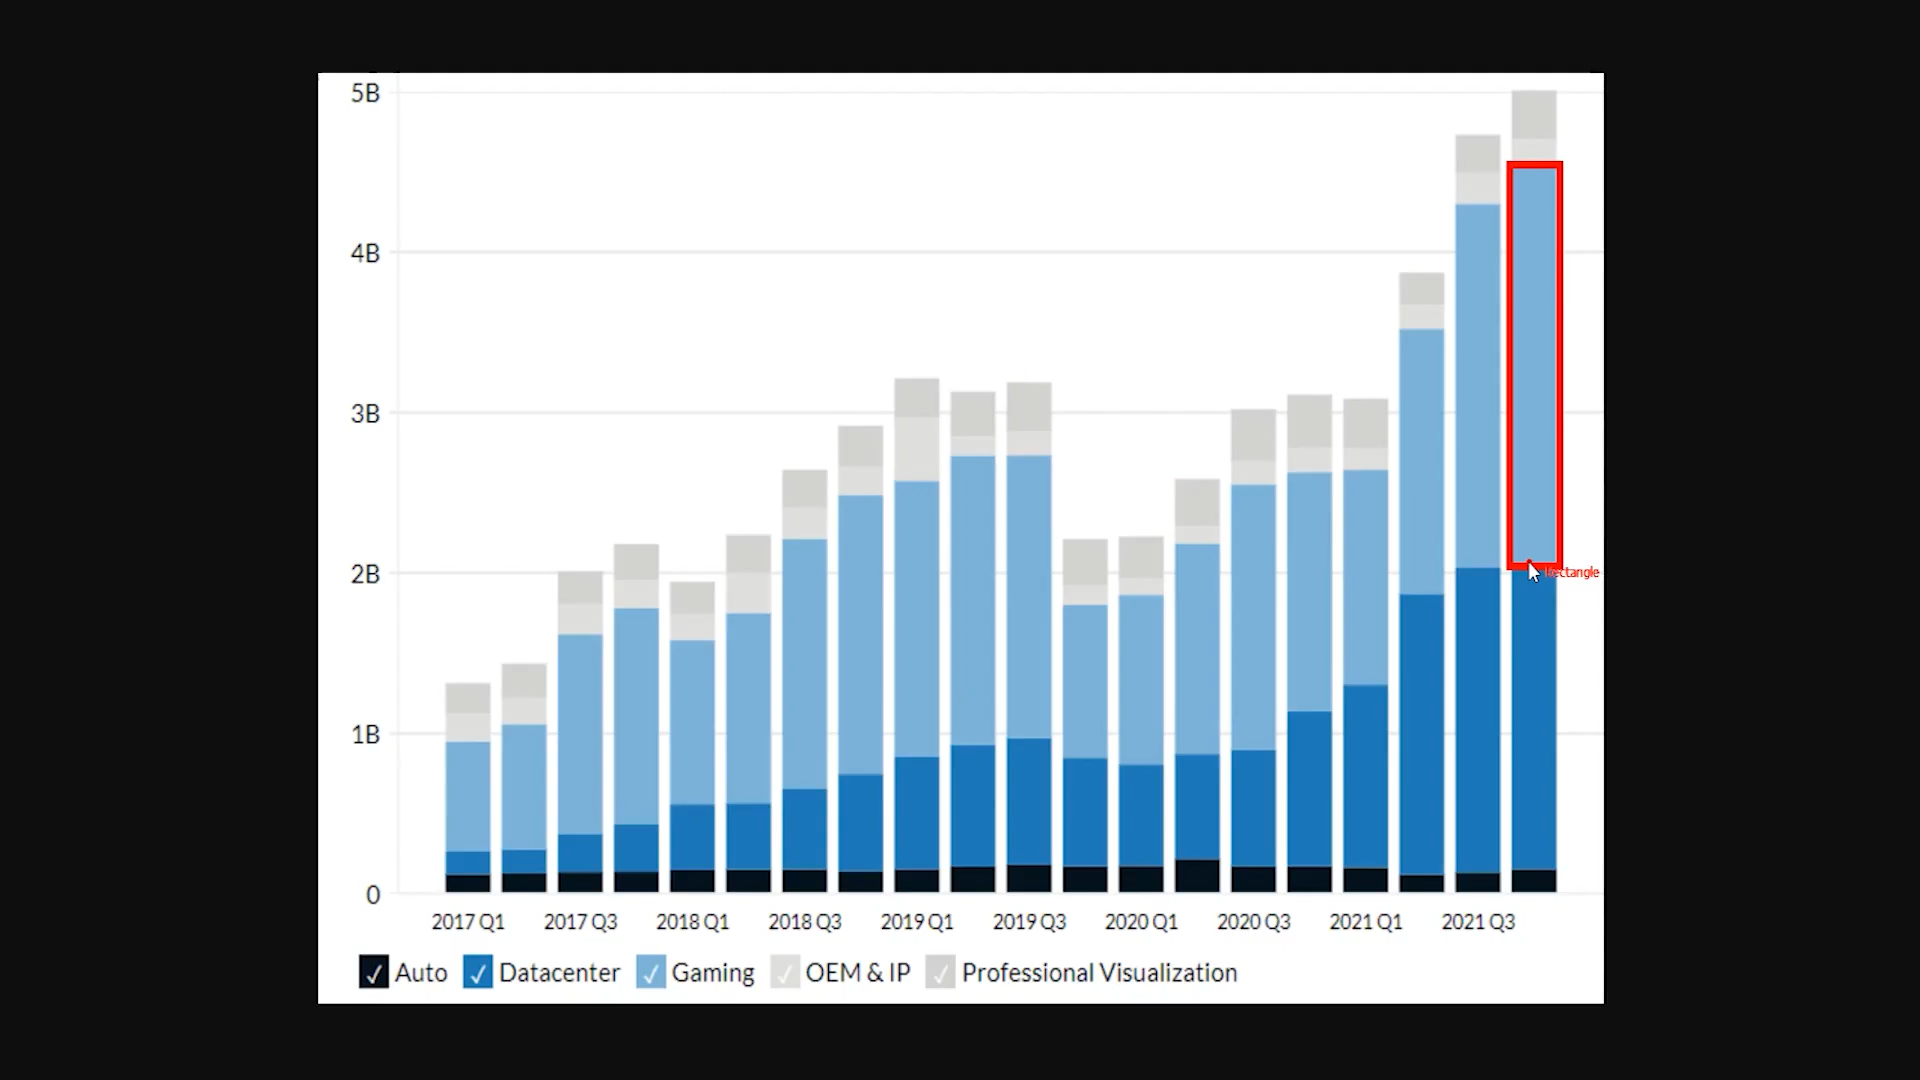 5B
4B
3B
2B
1B
0
Rectangle
2017 Q1 2017 Q3 2018 Q1 2018 Q3 2019 Q1 2019 Q3 2020 Q1 2020 Q3 2021 Q1 2021 Q3
Auto Datacenter Gaming OEM & IP Professional Visualization